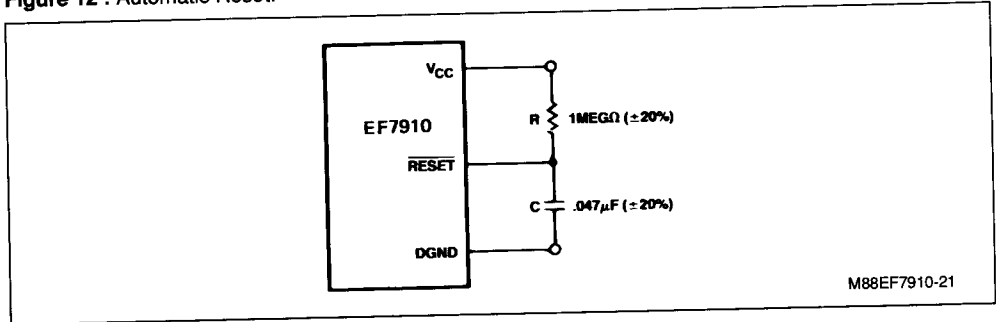 Figure 12 : Automatic Reset.
VCC
EF7910
R 1MEGΩ (±20%)
RESET
C .047μF (±20%)
DGND
M88EF7910-21